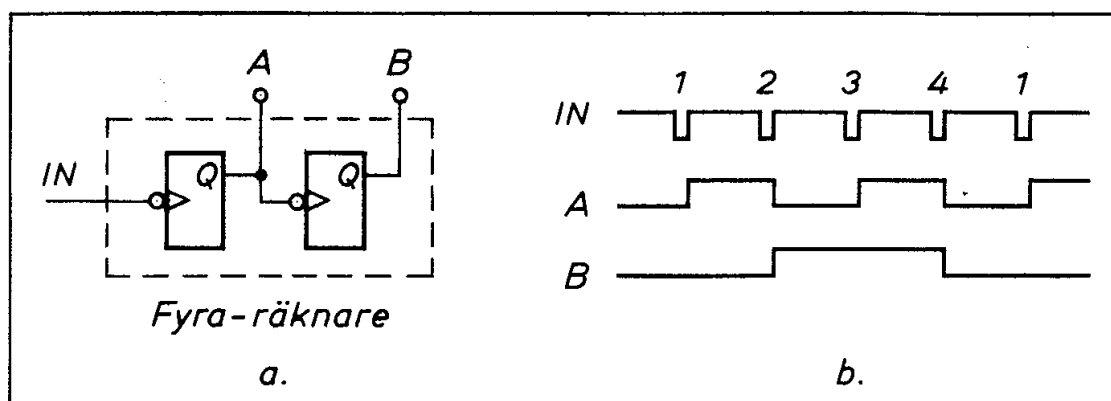 A B
IN Q Q
Fyra-räknare
a.
1 2 3 4 1
IN
A
B
b.